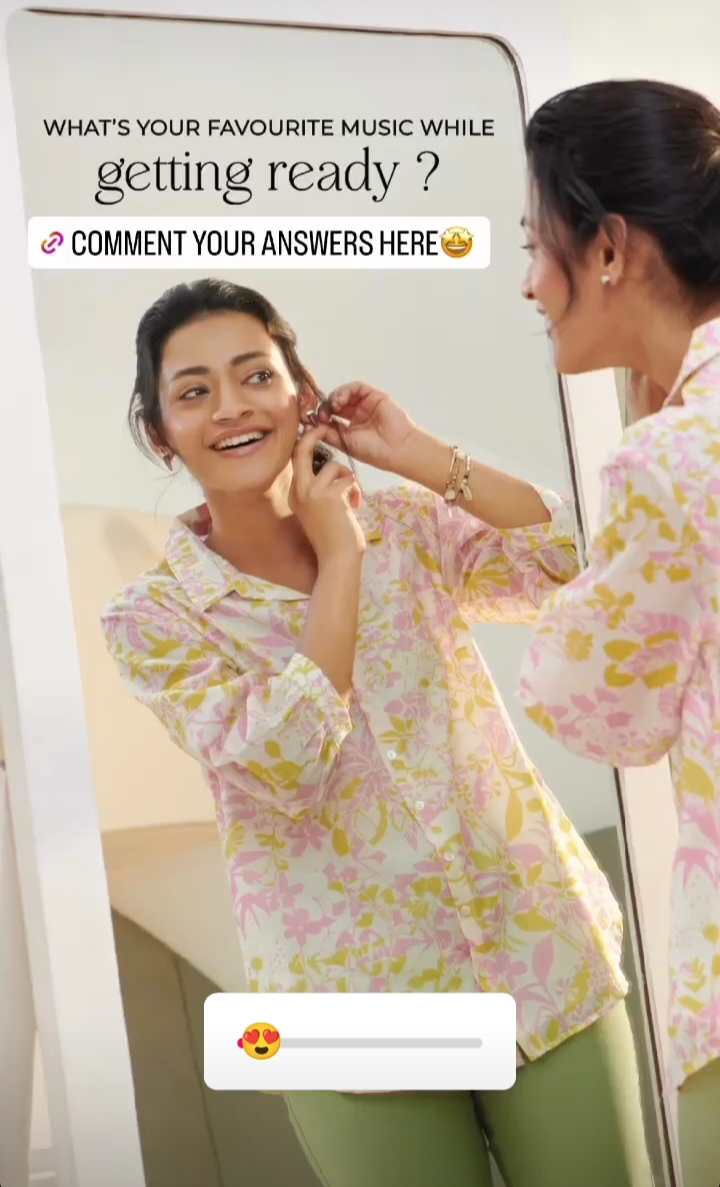 WHAT'S YOUR FAVOURITE MUSIC WHILE
getting ready ?
COMMENT YOUR ANSWERS HERE🤩